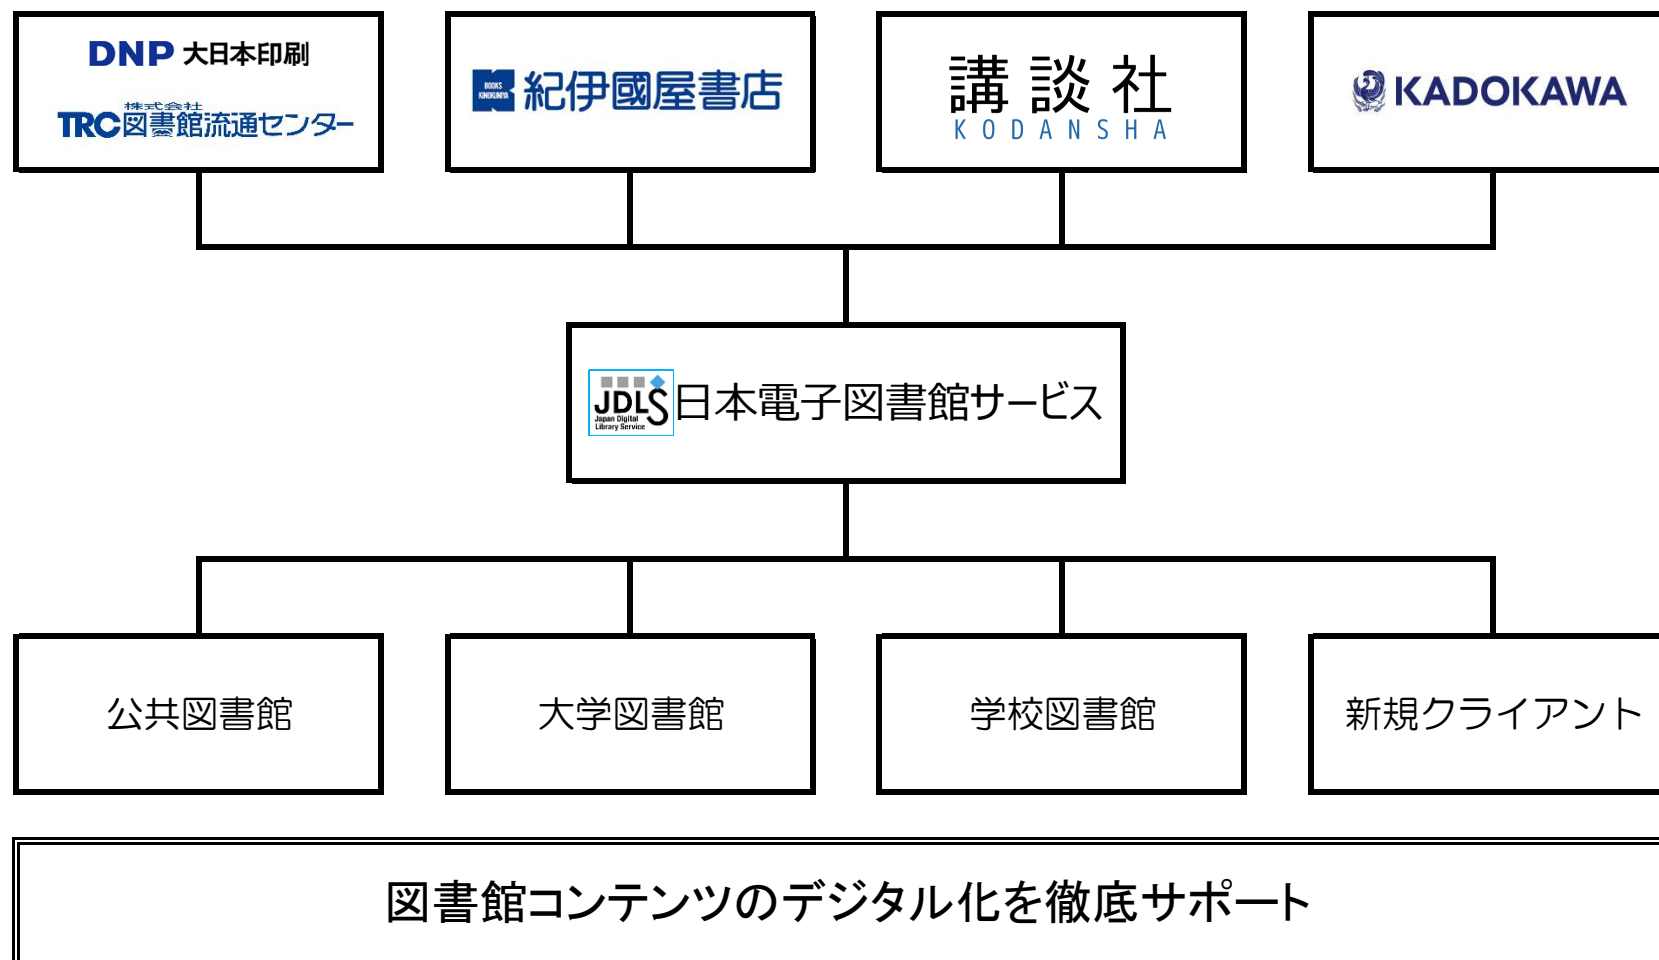 DNP 大日本印刷
株式会社
TRC図書館流通センター
BOOKS
KINOKUNIYA
紀伊國屋書店
講談社
KODANSHA
KADOKAWA
JDLS
Japan Digital
Library Service
日本電子図書館サービス
公共図書館
大学図書館
学校図書館
新規クライアント
図書館コンテンツのデジタル化を徹底サポート